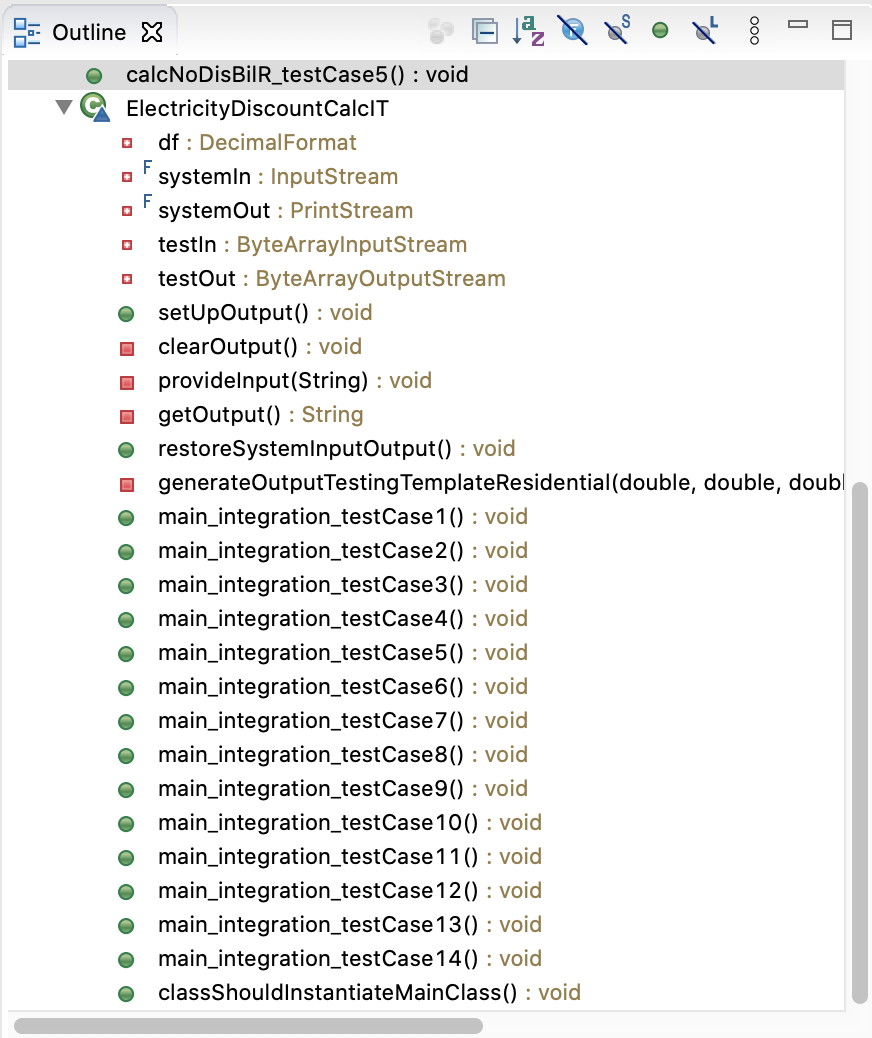 Outline
calcNoDisBilR_testCase5() : void
ElectricityDiscountCalcIT
df : DecimalFormat
systemIn : InputStream
systemOut : PrintStream
testIn : ByteArrayInputStream
testOut : ByteArrayOutputStream
setUpOutput() : void
clearOutput() : void
provideInput(String) : void
getOutput() : String
restoreSystemInputOutput() : void
generateOutputTestingTemplateResidential(double, double, doubl
main_integration_testCase1() : void
main_integration_testCase2() : void
main_integration_testCase3() : void
main_integration_testCase4() : void
main_integration_testCase5() : void
main_integration_testCase6() : void
main_integration_testCase7() : void
main_integration_testCase8() : void
main_integration_testCase9() : void
main_integration_testCase10() : void
main_integration_testCase11() : void
main_integration_testCase12() : void
main_integration_testCase13() : void
main_integration_testCase14() : void
classShouldInstantiateMainClass() : void